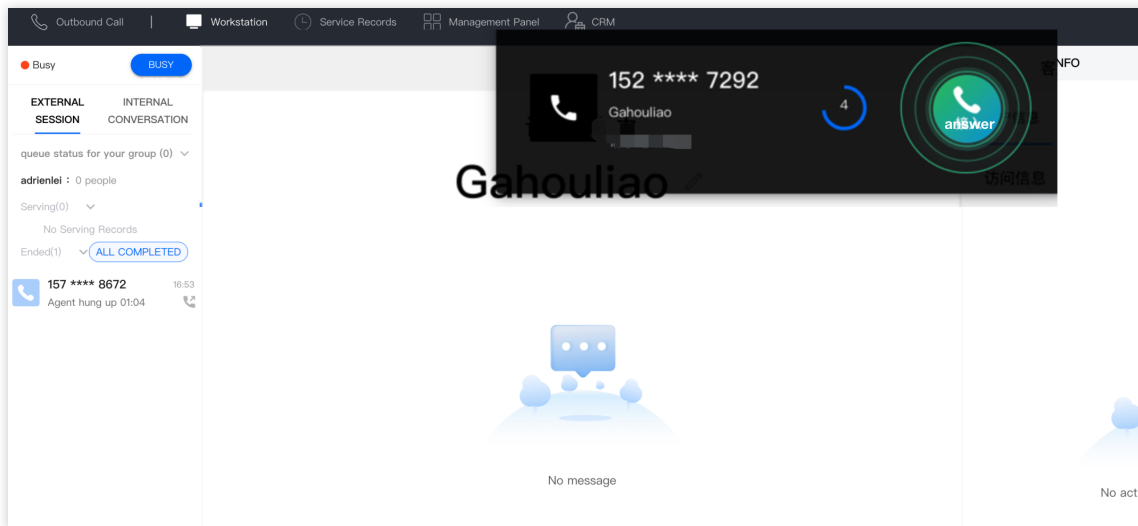 Outbound Call
Workstation
Service Records
Management Panel
CRM
Busy
BUSY
EXTERNAL SESSION
INTERNAL CONVERSATION
queue status for your group (0)
adrienlei： 0 people
Serving(0)
No Serving Records
Ended(1)
ALL COMPLETED
157 **** 8672
16:53
Agent hung up 01:04
152 **** 7292
Gahouliao
4
answer
NFO
访问信息
Gahouliao
No message
No act